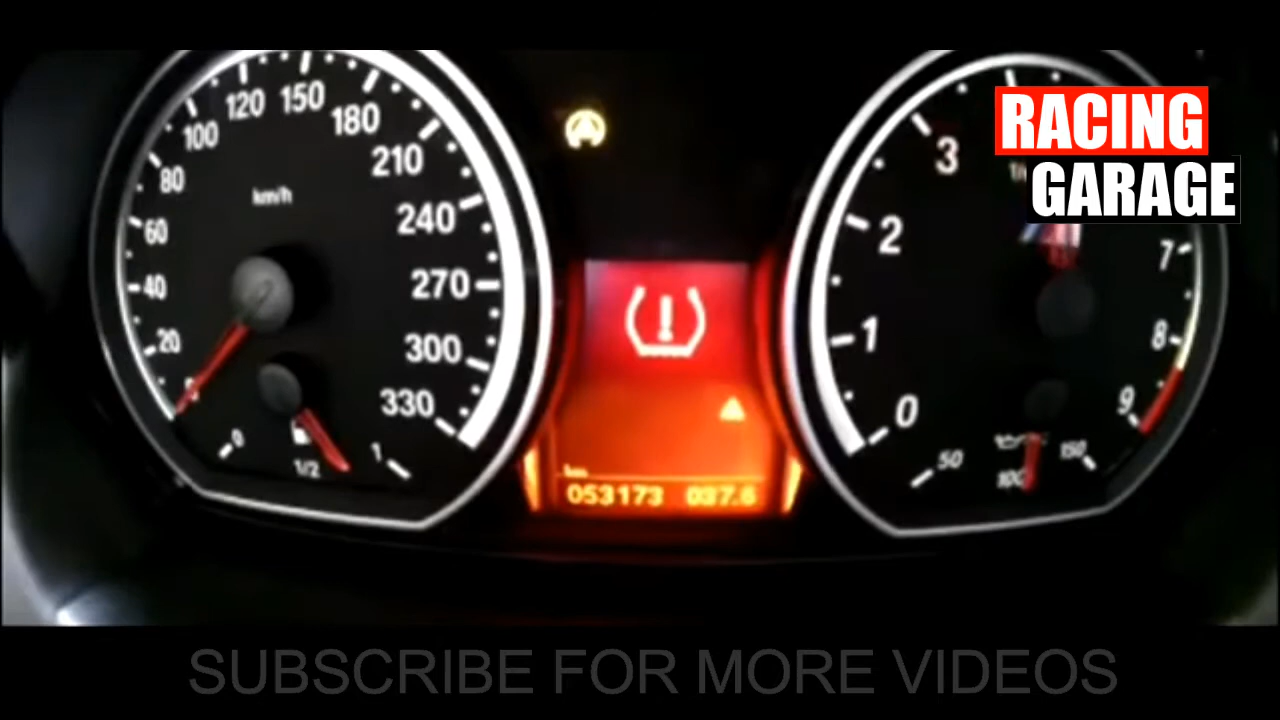 RACING
GARAGE
120 150 180
100 210
80 km/h 240
60 270
40 300
20 330
0 1/2 1
3
2 7
1 8
0 9
50 100 150
km
053173 037.6
SUBSCRIBE FOR MORE VIDEOS